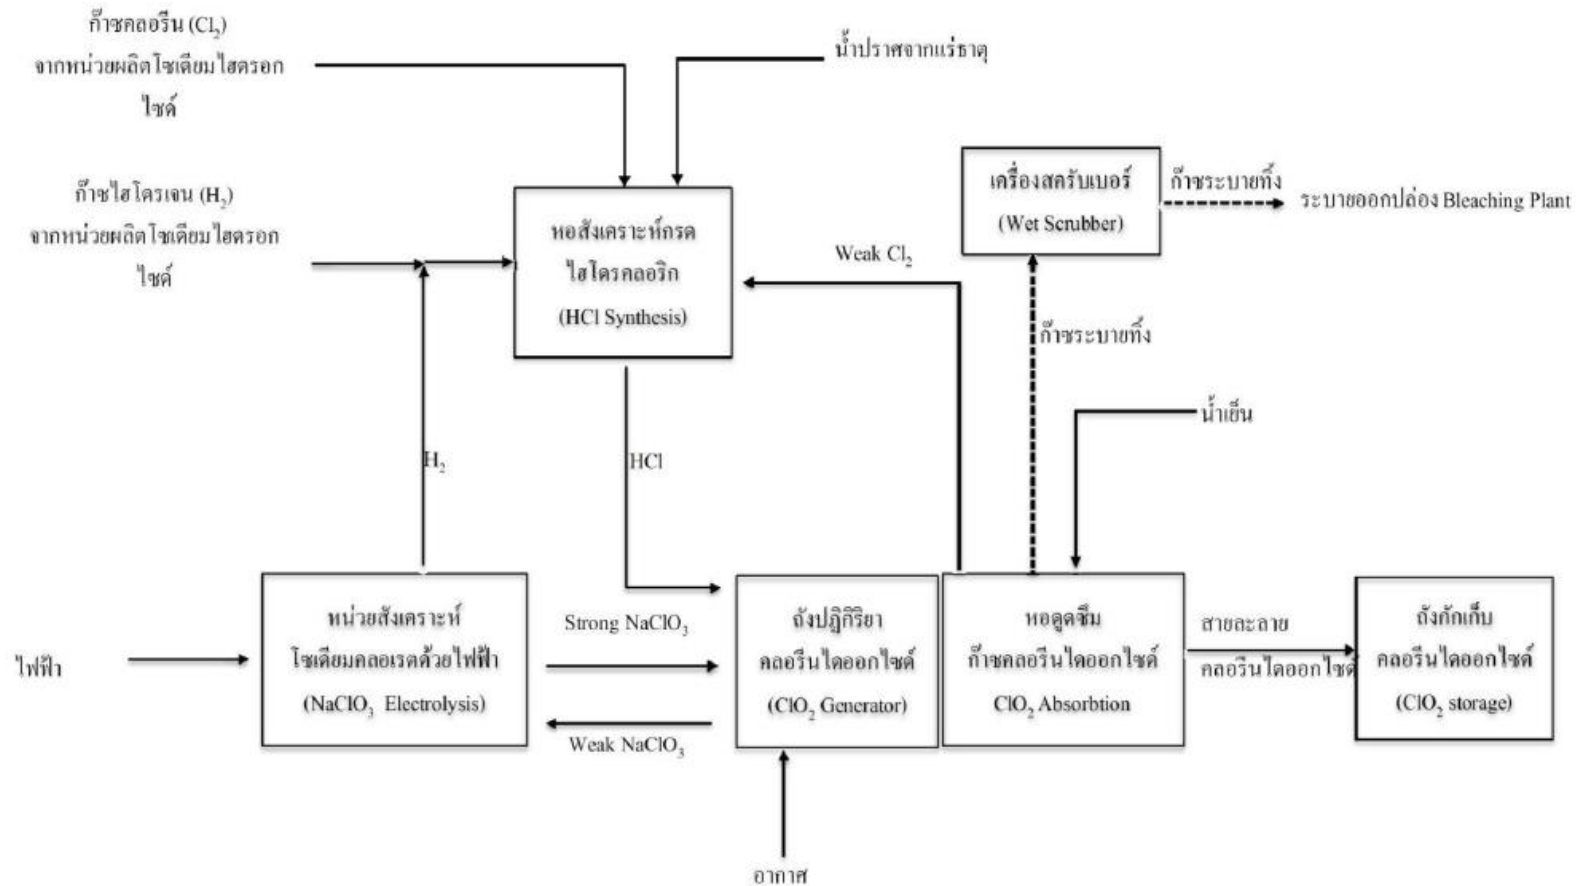 ก๊าซคลอรีน (Cl₂)
จากหน่วยผลิตโซเดียมไฮดรอก
ไซด์
น้ำปราศจากแร่ธาตุ
ก๊าซไฮโดรเจน (H₂)
จากหน่วยผลิตโซเดียมไฮดรอก
ไซด์
หอสังเคราะห์กรด
ไฮโดรคลอริก
(HCl Synthesis)
Weak Cl₂
เครื่องสครับเบอร์
(Wet Scrubber)
ก๊าซระบายทิ้ง
ระบายออกปล่อง Bleaching Plant
ก๊าซระบายทิ้ง
น้ำเย็น
H₂
HCl
ไฟฟ้า
หน่วยสังเคราะห์
โซเดียมคลอเรตด้วยไฟฟ้า
(NaClO₃ Electrolysis)
Strong NaClO₃
Weak NaClO₃
ถังปฏิกิริยา
คลอรีนไดออกไซด์
(ClO₂ Generator)
หอดูดซึม
ก๊าซคลอรีนไดออกไซด์
ClO₂ Absorbtion
สายละลาย
คลอรีนไดออกไซด์
ถังกักเก็บ
คลอรีนไดออกไซด์
(ClO₂ storage)
อากาศ